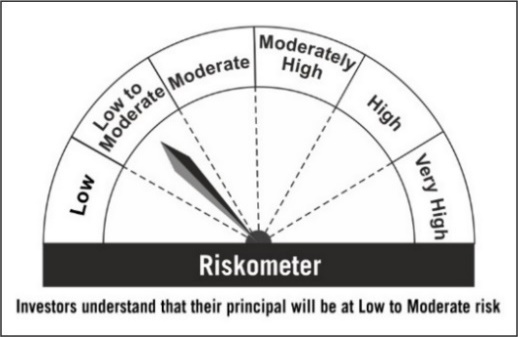 Low
Low to
Moderate
Moderate
Moderately
High
High
Very High
Riskometer
Investors understand that their principal will be at Low to Moderate risk